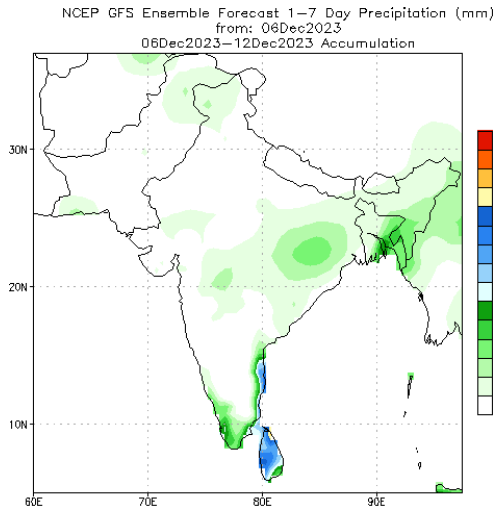 NCEP GFS Ensemble Forecast 1-7 Day Precipitation (mm)
from: 06Dec2023
06Dec2023-12Dec2023 Accumulation
30N
20N
10N
60E 70E 80E 90E